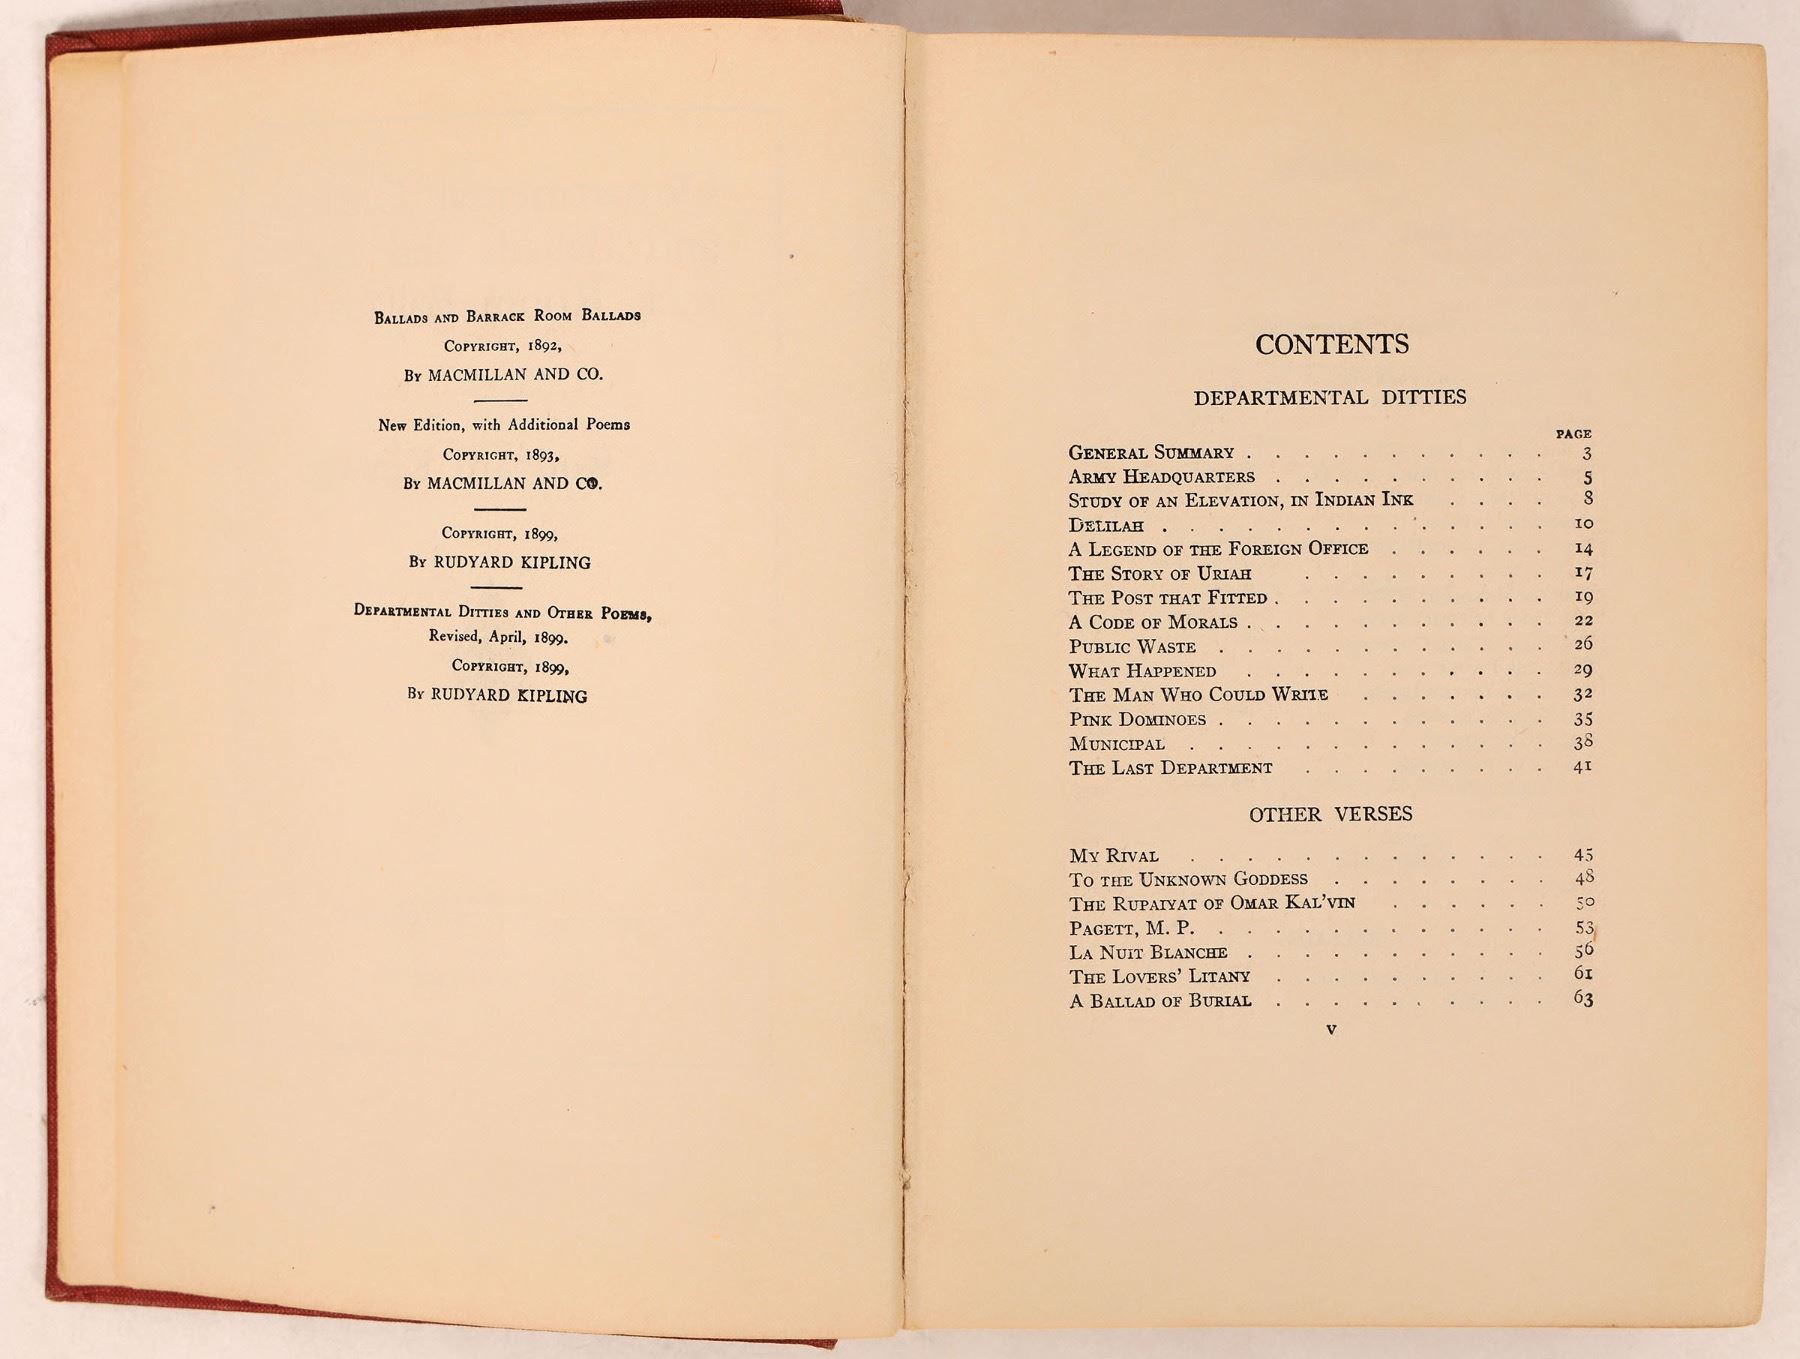 BALLADS AND BARRACK ROOM BALLADS
COPYRIGHT, 1892,
BY MACMILLAN AND CO.
New Edition, with Additional Poems
COPYRIGHT, 1893,
BY MACMILLAN AND CO.
COPYRIGHT, 1899,
BY RUDYARD KIPLING
DEPARTMENTAL DITTIES AND OTHER POEMS,
Revised, April, 1899.
COPYRIGHT, 1899,
BY RUDYARD KIPLING
CONTENTS
DEPARTMENTAL DITTIES
PAGE
GENERAL SUMMARY . . . . . . . . . . . 3
ARMY HEADQUARTERS . . . . . . . . . . 5
STUDY OF AN ELEVATION, IN INDIAN INK . . . . 8
DELILAH . . . . . . . . . . . . . . 10
A LEGEND OF THE FOREIGN OFFICE . . . . . . 14
THE STORY OF URIAH . . . . . . . . . 17
THE POST THAT FITTED . . . . . . . . . . 19
A CODE OF MORALS . . . . . . . . . . . 22
PUBLIC WASTE . . . . . . . . . . . . 26
WHAT HAPPENED . . . . . . . . . . . 29
THE MAN WHO COULD WRITE . . . . . . . 32
PINK DOMINOES . . . . . . . . . . . . 35
MUNICIPAL . . . . . . . . . . . . . 38
THE LAST DEPARTMENT . . . . . . . . . 41
OTHER VERSES
MY RIVAL . . . . . . . . . . . . . 45
TO THE UNKNOWN GODDESS . . . . . . . . 48
THE RUPAIYAT OF OMAR KAL'VIN . . . . . . 50
PAGETT, M. P. . . . . . . . . . . . . 53
LA NUIT BLANCHE . . . . . . . . . . . 56
THE LOVERS' LITANY . . . . . . . . . . 61
A BALLAD OF BURIAL . . . . . . . . . . 63
v